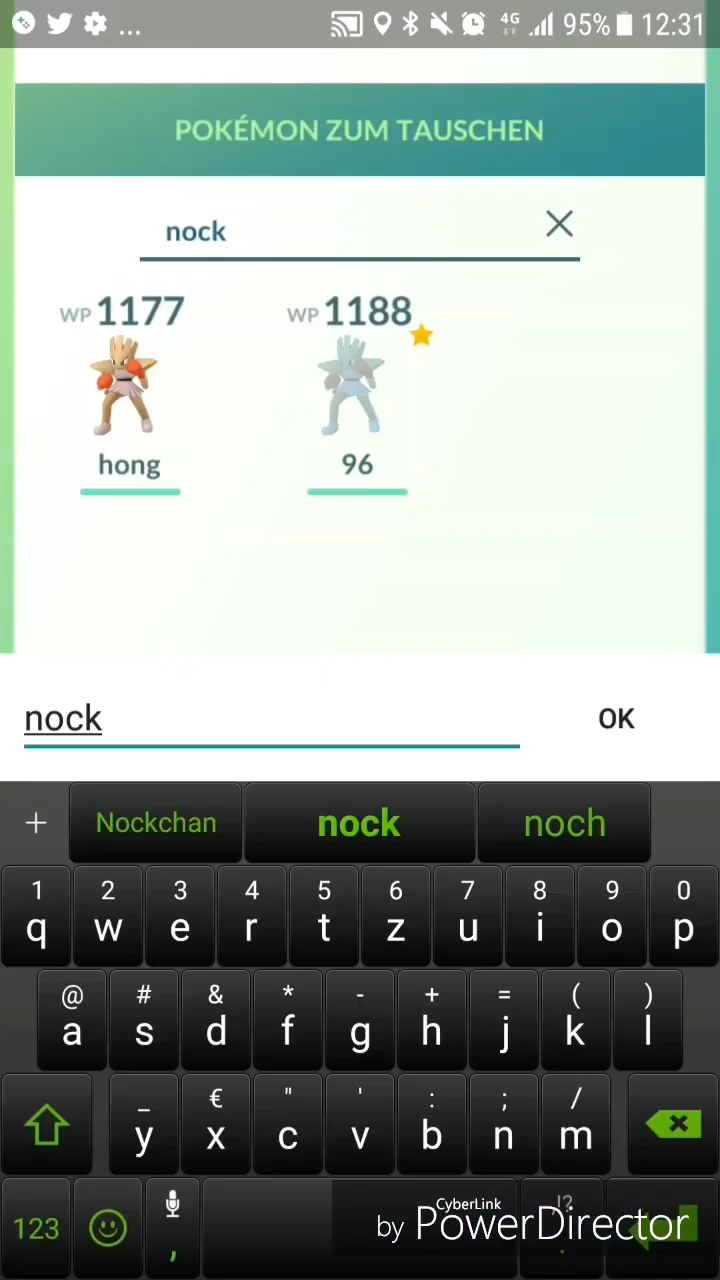 ... 4G 95% 12:31
POKÉMON ZUM TAUSCHEN
nock
WP 1177 WP 1188
hong 96
nock OK
+ Nockchan nock noch
1 2 3 4 5 6 7 8 9 0
q w e r t z u i o p
@ # & * - + = ( )
a s d f g h j k l
_ € " ' : ; /
y x c v b n m
123 , ,!? .
CyberLink
by PowerDirector